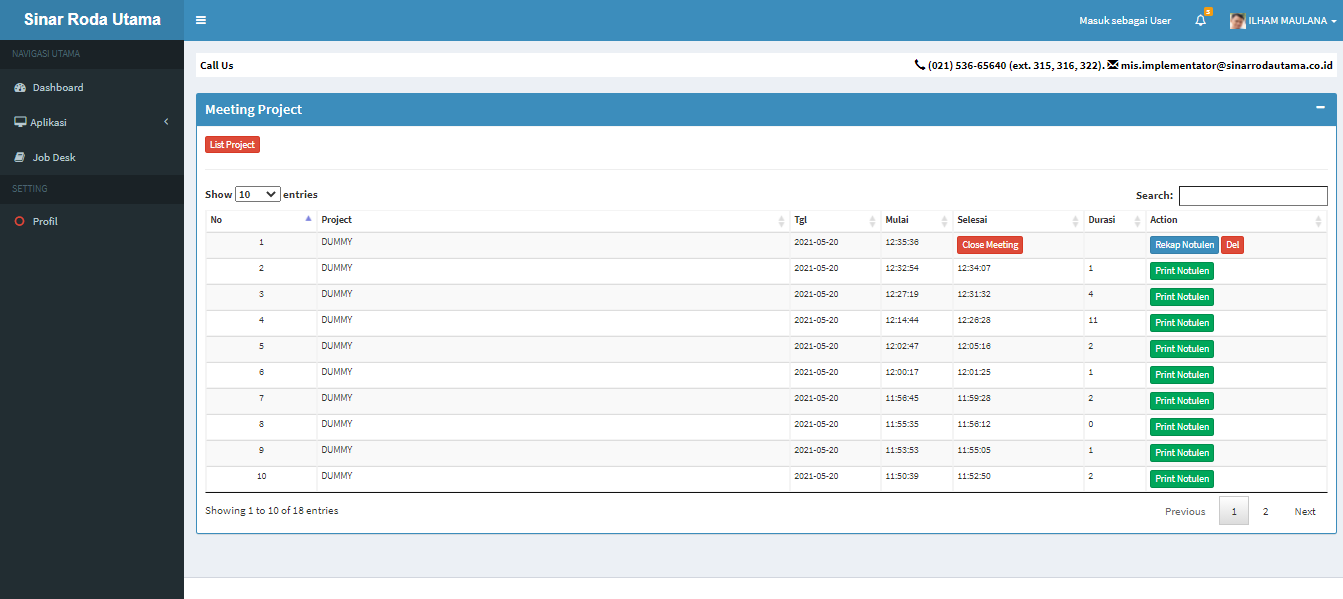 Sinar Roda Utama
Masuk sebagai User
3
ILHAM MAULANA
NAVIGASI UTAMA
Dashboard
Aplikasi
Job Desk
SETTING
Profil
Call Us
(021) 536-65640 (ext. 315, 316, 322). mis.implementator@sinarrodautama.co.id
Meeting Project
List Project
Show 10 entries
Search:
No Project Tgl Mulai Selesai Durasi Action
1 DUMMY 2021-05-20 12:35:36 Close Meeting Rekap Notulen Del
2 DUMMY 2021-05-20 12:32:54 12:34:07 1 Print Notulen
3 DUMMY 2021-05-20 12:27:19 12:31:32 4 Print Notulen
4 DUMMY 2021-05-20 12:14:44 12:26:28 11 Print Notulen
5 DUMMY 2021-05-20 12:02:47 12:05:16 2 Print Notulen
6 DUMMY 2021-05-20 12:00:17 12:01:25 1 Print Notulen
7 DUMMY 2021-05-20 11:56:45 11:59:28 2 Print Notulen
8 DUMMY 2021-05-20 11:55:35 11:56:12 0 Print Notulen
9 DUMMY 2021-05-20 11:53:53 11:55:05 1 Print Notulen
10 DUMMY 2021-05-20 11:50:39 11:52:50 2 Print Notulen
Showing 1 to 10 of 18 entries
Previous 1 2 Next